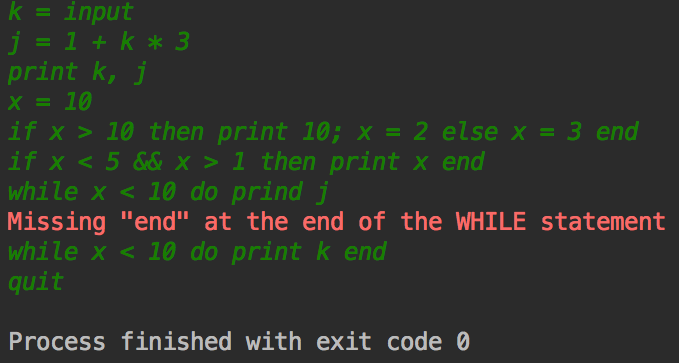 k = input
j = 1 + k * 3
print k, j
x = 10
if x > 10 then print 10; x = 2 else x = 3 end
if x < 5 && x > 1 then print x end
while x < 10 do prind j
Missing "end" at the end of the WHILE statement
while x < 10 do print k end
quit
Process finished with exit code 0